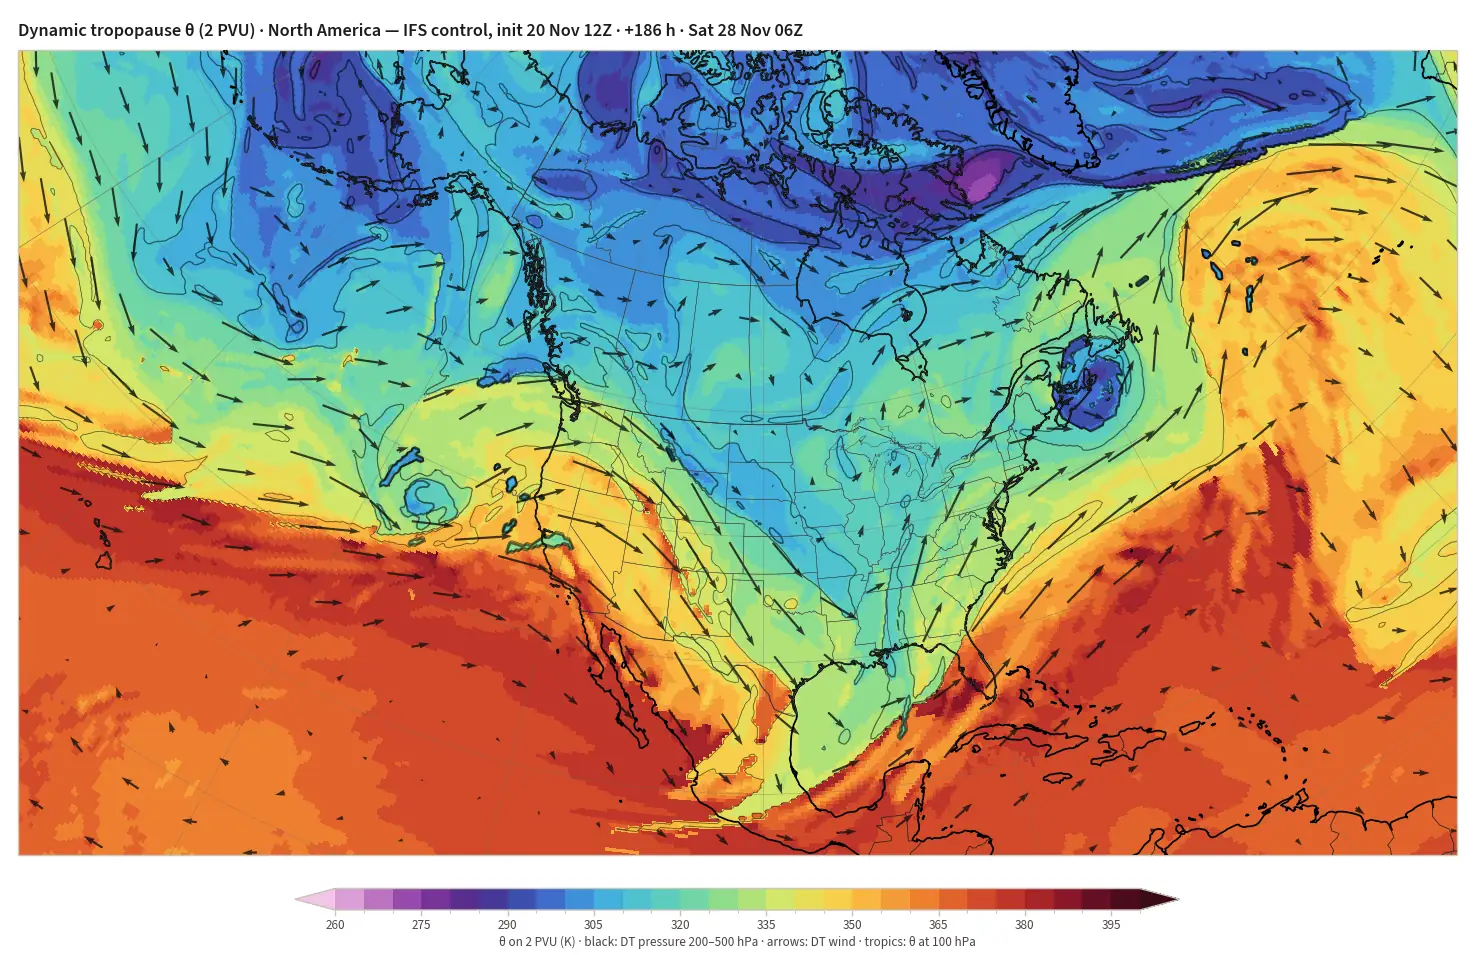 Dynamic tropopause θ (2 PVU) · North America — IFS control, init 20 Nov 12Z · +186 h · Sat 28 Nov 06Z
260 275 290 305 320 335 350 365 380 395
θ on 2 PVU (K) · black: DT pressure 200–500 hPa · arrows: DT wind · tropics: θ at 100 hPa